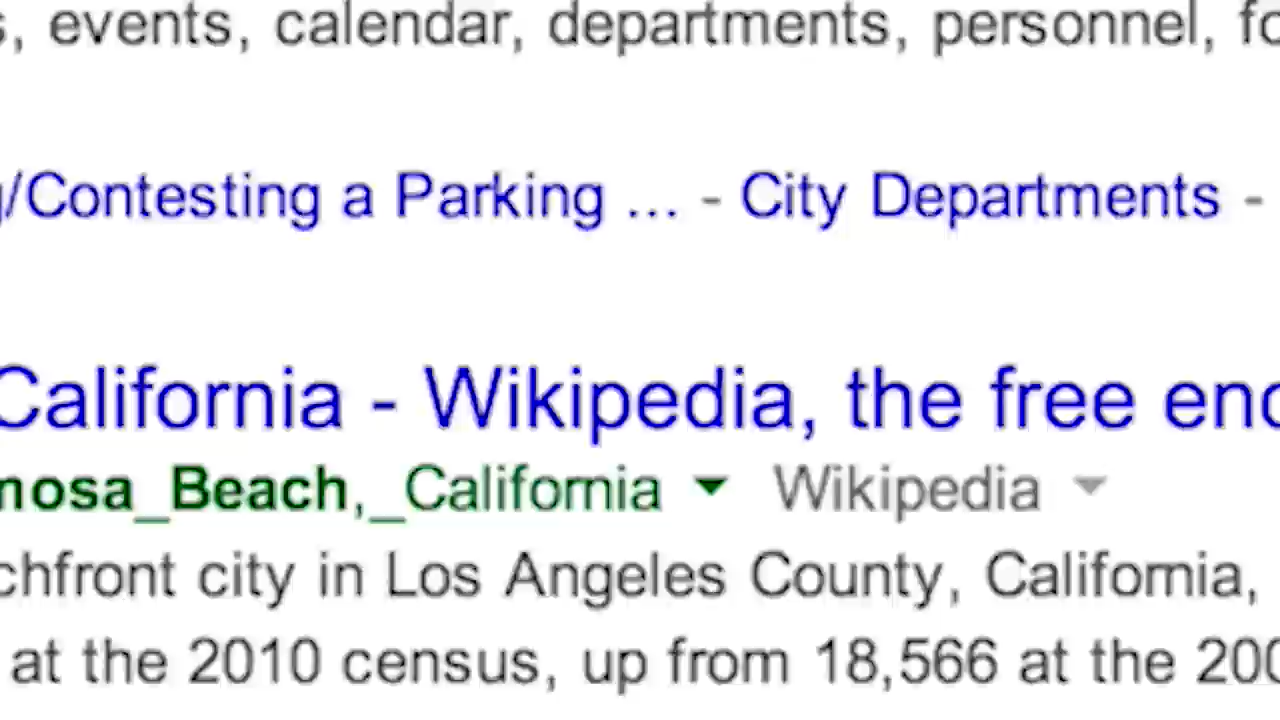 s, events, calendar, departments, personnel, fo
g/Contesting a Parking ... - City Departments -
California - Wikipedia, the free enc
mosa_Beach,_California Wikipedia
chfront city in Los Angeles County, California,
at the 2010 census, up from 18,566 at the 200